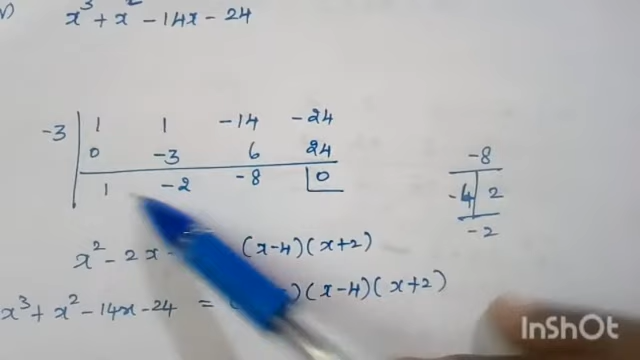 x³ + x² - 14x - 24
-3 | 1 1 -14 -24
0 -3 6 24
1 -2 -8 | 0
-8
-4 | 2
-2
x² - 2x - (x-4)(x+2)
x³ + x² - 14x - 24 = ( )(x-4)(x+2)
InShOt